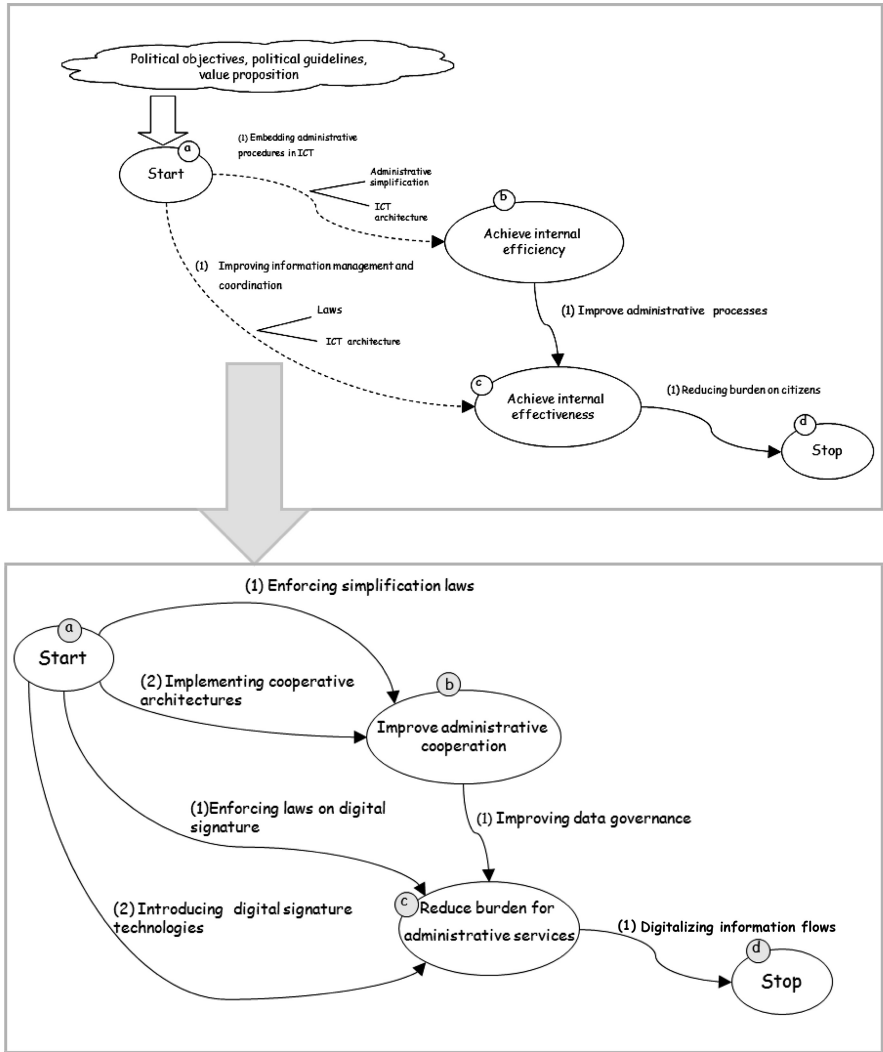 Political objectives, political guidelines,
value proposition
a
Start
(1) Embedding administrative
procedures in ICT
Administrative
simplification
ICT
architecture
b
Achieve internal
efficiency
(1) Improving information management and
coordination
Laws
ICT architecture
(1) Improve administrative processes
c
Achieve internal
effectiveness
(1) Reducing burden on citizens
d
Stop
(1) Enforcing simplification laws
a
Start
(2) Implementing cooperative
architectures
b
Improve administrative
cooperation
(1)Enforcing laws on digital
signature
(1) Improving data governance
(2) Introducing digital signature
technologies
c
Reduce burden for
administrative services
(1) Digitalizing information flows
d
Stop